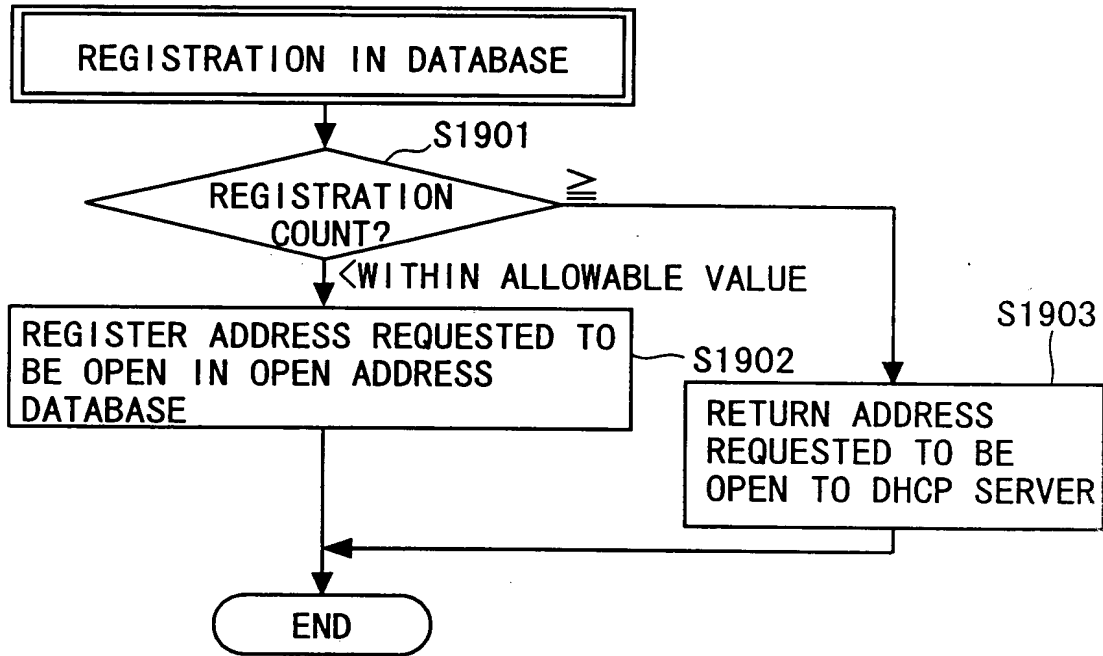 REGISTRATION IN DATABASE
S1901
REGISTRATION
COUNT?
≧
<WITHIN ALLOWABLE VALUE
REGISTER ADDRESS REQUESTED TO
BE OPEN IN OPEN ADDRESS
DATABASE
S1902
S1903
RETURN ADDRESS
REQUESTED TO BE
OPEN TO DHCP SERVER
END